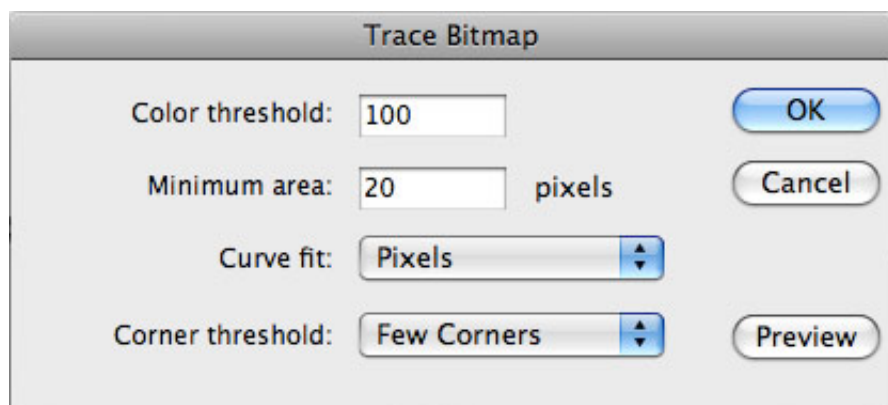 Trace Bitmap
Color threshold: 100 OK
Minimum area: 20 pixels Cancel
Curve fit: Pixels
Corner threshold: Few Corners Preview